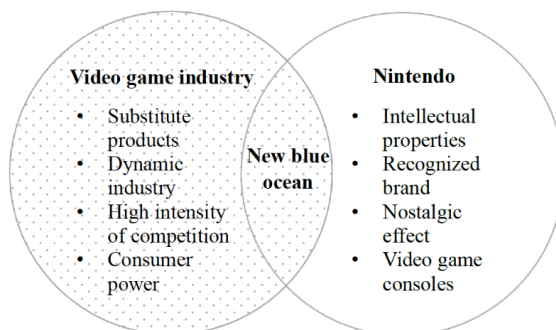 Video game industry
• Substitute
products
• Dynamic
industry
• High intensity
of competition
• Consumer
power
New blue
ocean
Nintendo
• Intellectual
properties
• Recognized
brand
• Nostalgic
effect
• Video game
consoles